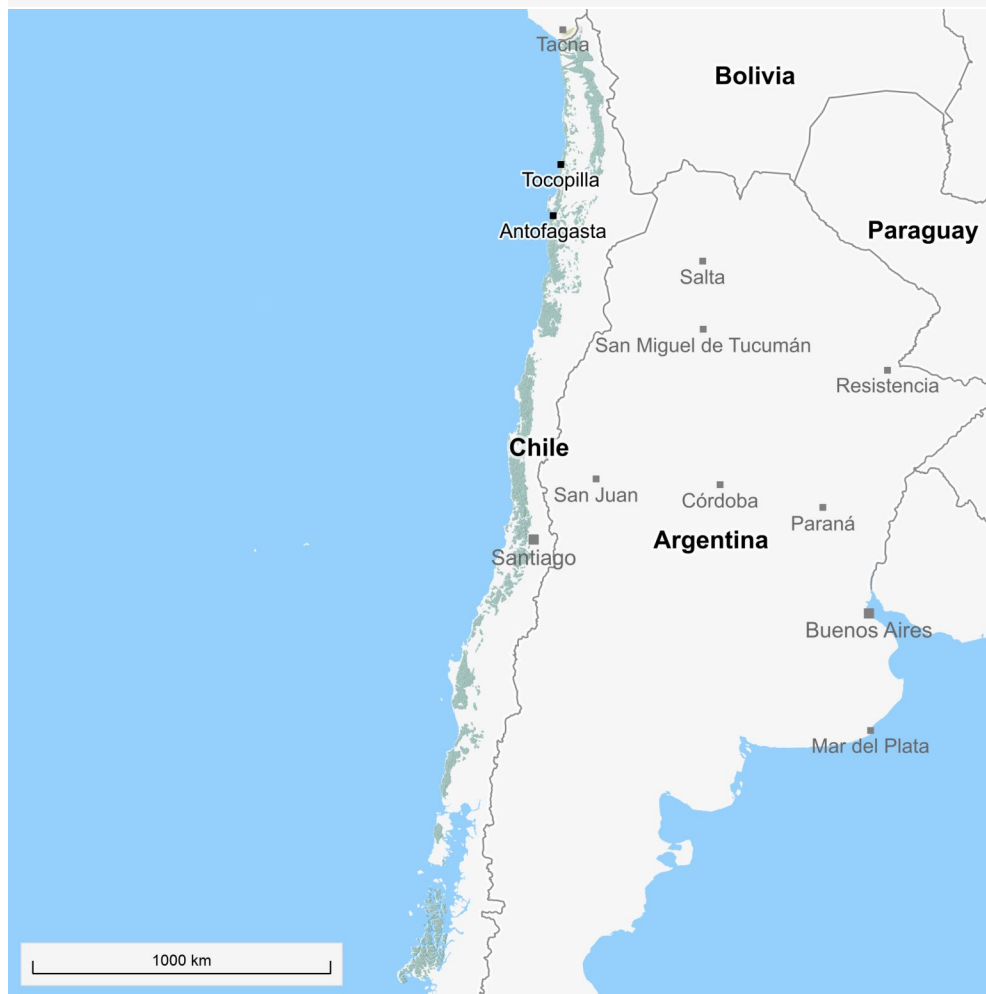 Tacna
Bolivia
Tocopilla
Antofagasta
Paraguay
Salta
San Miguel de Tucumán
Resistencia
Chile
San Juan
Córdoba
Paraná
Argentina
Santiago
Buenos Aires
Mar del Plata
1000 km